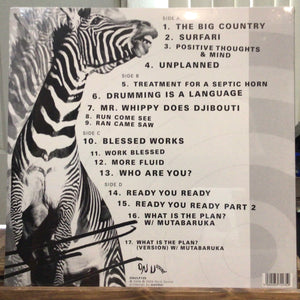 SIDE A
1. THE BIG COUNTRY
2. SURFARI
3. POSITIVE THOUGHTS
& MIND
4. UNPLANNED
SIDE B
5. TREATMENT FOR A SEPTIC HORN
6. DRUMMING IS A LANGUAGE
7. MR. WHIPPY DOES DJIBOUTI
8. RUN COME SEE
9. RAN CAME SAW
SIDE C
10. BLESSED WORKS
11. WORK BLESSED
12. MORE FLUID
13. WHO ARE YOU?
SIDE D
14. READY YOU READY
15. READY YOU READY PART 2
16. WHAT IS THE PLAN?
W/ MUTABARUKA
17. WHAT IS THE PLAN?
(VERSION) W/ MUTABARUKA